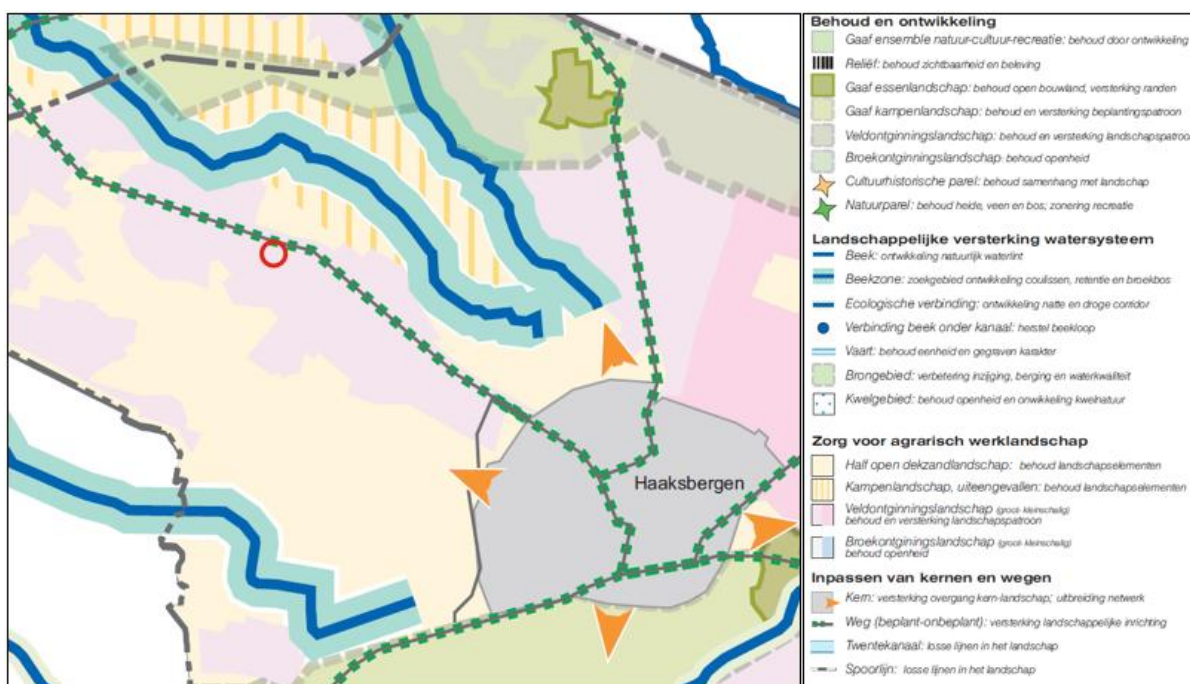 Haaksbergen
Behoud en ontwikkeling
Gaaf ensemble natuur-cultuur-recreatie: behoud door ontwikkeling
Reliëf: behoud zichtbaarheid en beleving
Gaaf essenlandschap: behoud open bouwland, versterking randen
Gaaf kampenlandschap: behoud en versterking beplantingspatroon
Veldontginningslandschap: behoud en versterking landschapspatroo
Broekontginningslandschap: behoud openheid
Cultuurhistorische parel: behoud samenhang met landschap
Natuurparel: behoud heide, veen en bos; zonering recreatie
Landschappelijke versterking watersysteem
Beek: ontwikkeling natuurlijk waterlint
Beekzone: zoekgebied ontwikkeling coulissen, retentie en broekbos
Ecologische verbinding: ontwikkeling natte en droge corridor
Verbinding beek onder kanaal: herstel beekloop
Vaart: behoud eenheid en gegraven karakter
Brongebied: verbetering inzijging, berging en waterkwaliteit
Kwelgebied: behoud openheid en onwikkeling kwelnatuur
Zorg voor agrarisch werklandschap
Half open dekzandlandschap: behoud landschapselementen
Kampenlandschap, uiteengevallen: behoud landschapselementen
Veldontginningslandschap (groot- kleinschalig)
behoud en versterking landschapspatroon
Broekontginingslandschap (groot- kleinschalig)
behoud openheid
Inpassen van kernen en wegen
Kern: versterking overgang kern-landschap; uitbreiding netwerk
Weg (beplant-onbeplant): versterking landschappelijke inrichting
Twentekanaal: losse lijnen in het landschap
Spoorlijn: losse lijnen in het landschap